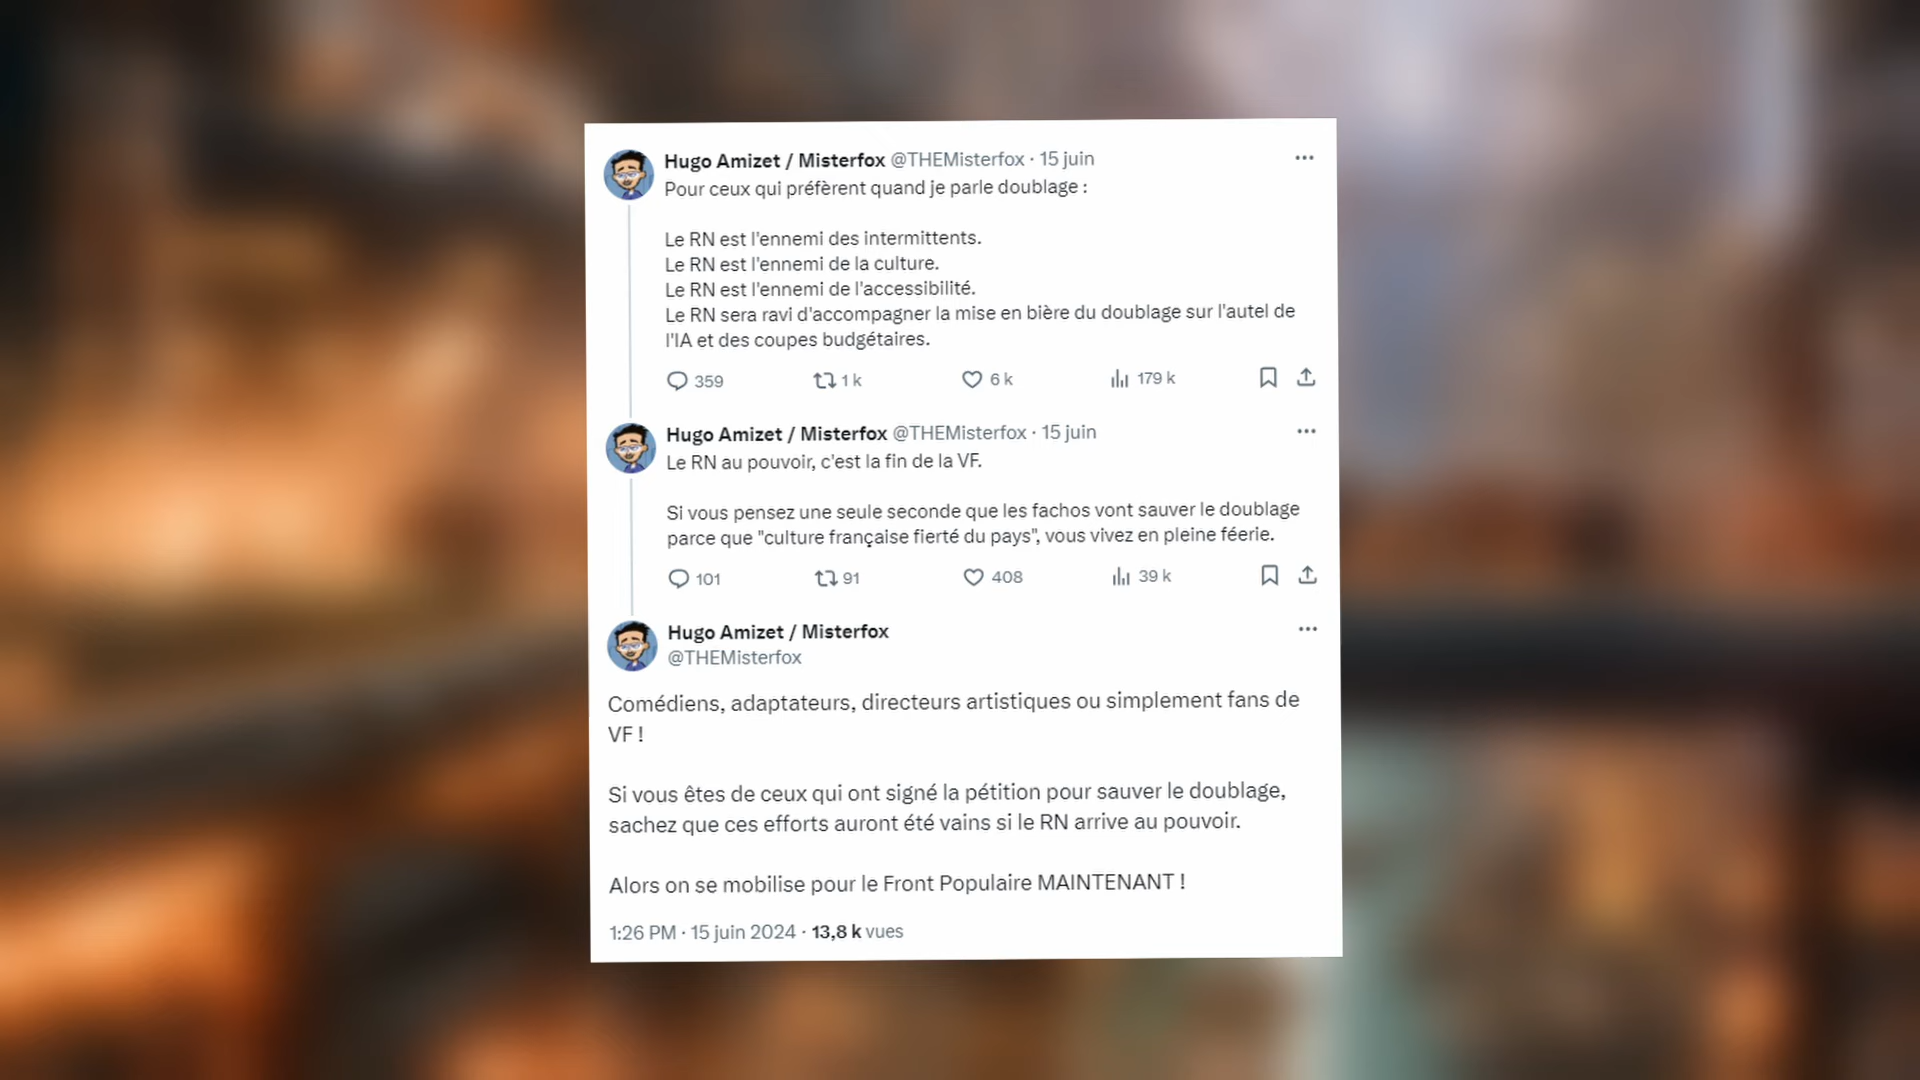 Hugo Amizet / Misterfox @THEMisterfox · 15 juin
Pour ceux qui préfèrent quand je parle doublage :
Le RN est l'ennemi des intermittents.
Le RN est l'ennemi de la culture.
Le RN est l'ennemi de l'accessibilité.
Le RN sera ravi d'accompagner la mise en bière du doublage sur l'autel de
l'IA et des coupes budgétaires.
359 1 k 6 k 179 k
Hugo Amizet / Misterfox @THEMisterfox · 15 juin
Le RN au pouvoir, c'est la fin de la VF.
Si vous pensez une seule seconde que les fachos vont sauver le doublage
parce que "culture française fierté du pays", vous vivez en pleine féerie.
101 91 408 39 k
Hugo Amizet / Misterfox
@THEMisterfox
Comédiens, adaptateurs, directeurs artistiques ou simplement fans de
VF !
Si vous êtes de ceux qui ont signé la pétition pour sauver le doublage,
sachez que ces efforts auront été vains si le RN arrive au pouvoir.
Alors on se mobilise pour le Front Populaire MAINTENANT !
1:26 PM · 15 juin 2024 · 13,8 k vues